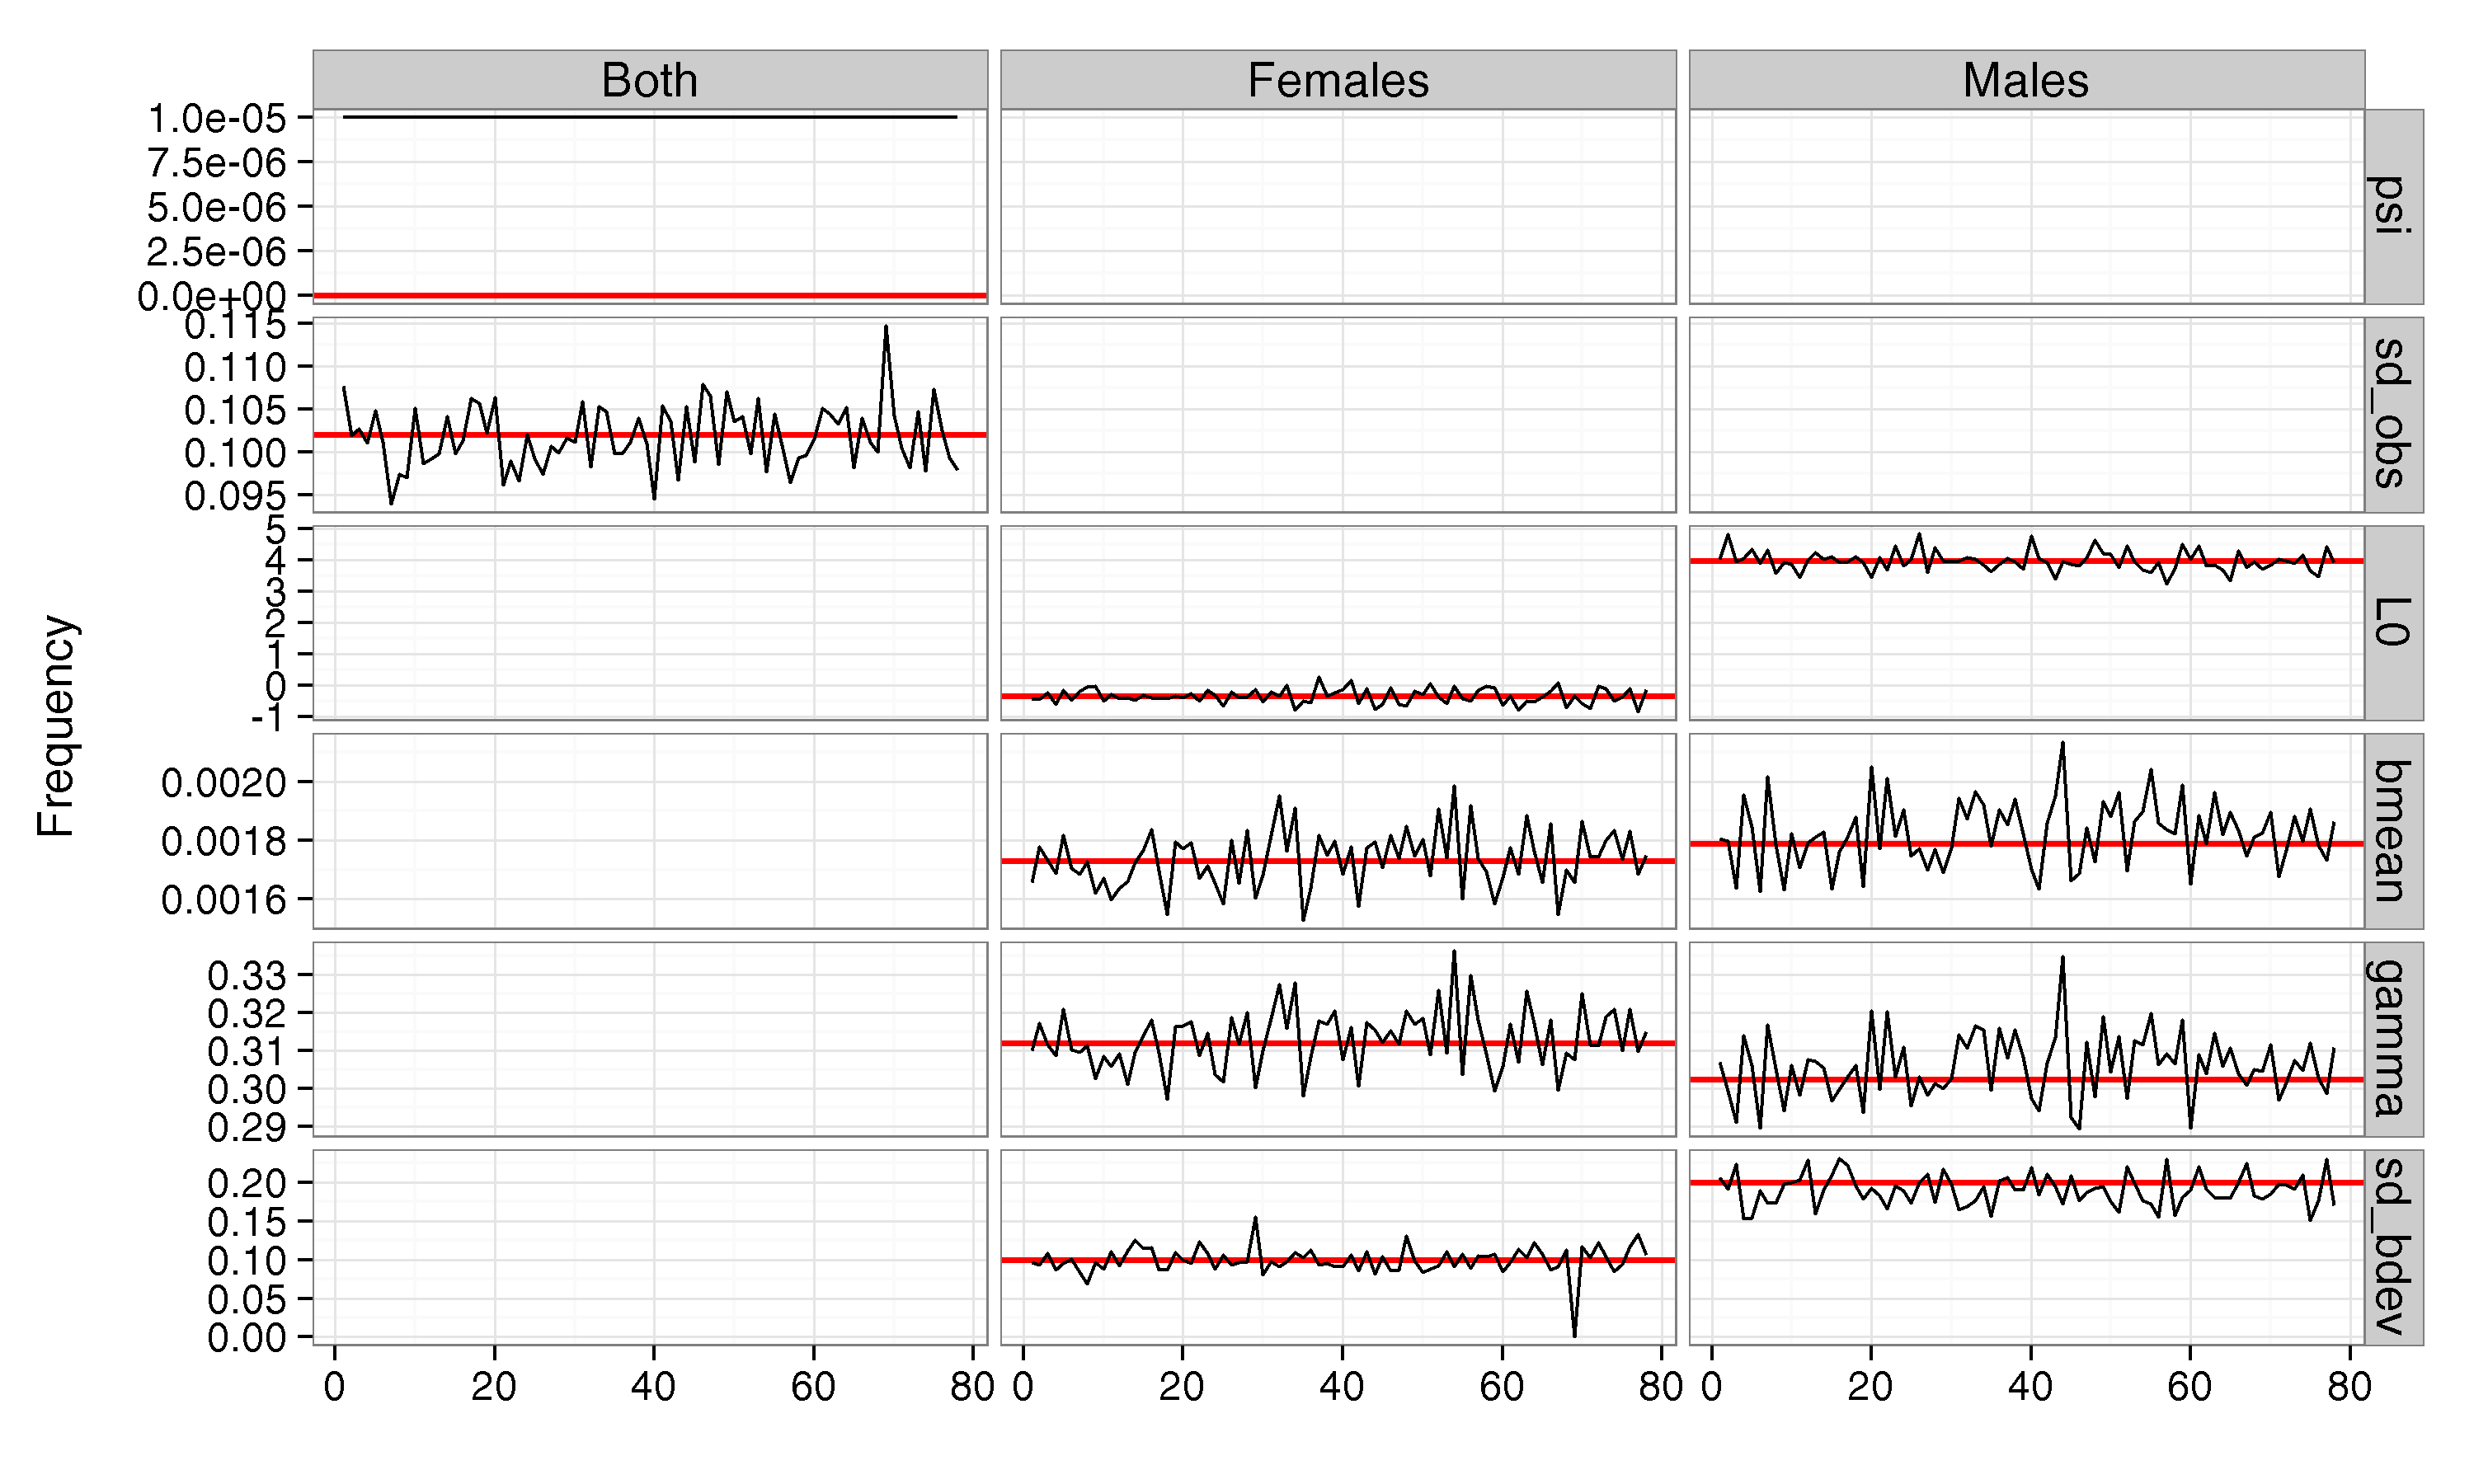 Both Females Males
1.0e-05
7.5e-06
5.0e-06
2.5e-06
0.0e+00
psi
0.115
0.110
0.105
0.100
0.095
sd_obs
5
4
3
2
1
0
-1
L0
0.0020
0.0018
0.0016
bmean
0.33
0.32
0.31
0.30
0.29
gamma
0.20
0.15
0.10
0.05
0.00
sd_bdev
Frequency
0 20 40 60 80 0 20 40 60 80 0 20 40 60 80